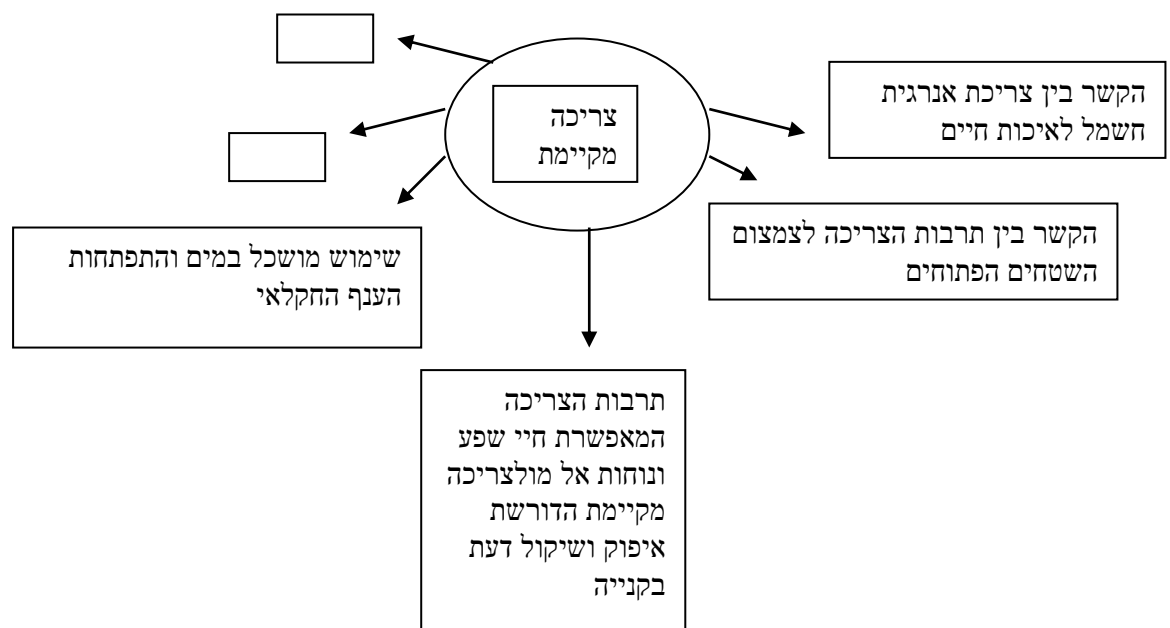 צריכה
מקיימת
הקשר בין צריכת אנרגית
חשמל לאיכות חיים
הקשר בין תרבות הצריכה לצמצום
השטחים הפתוחים
שימוש מושכל במים והתפתחות
הענף החקלאי
תרבות הצריכה
המאפשרת חיי שפע
ונוחות אל מולצריכה
מקיימת הדורשת
איפוק ושיקול דעת
בקנייה